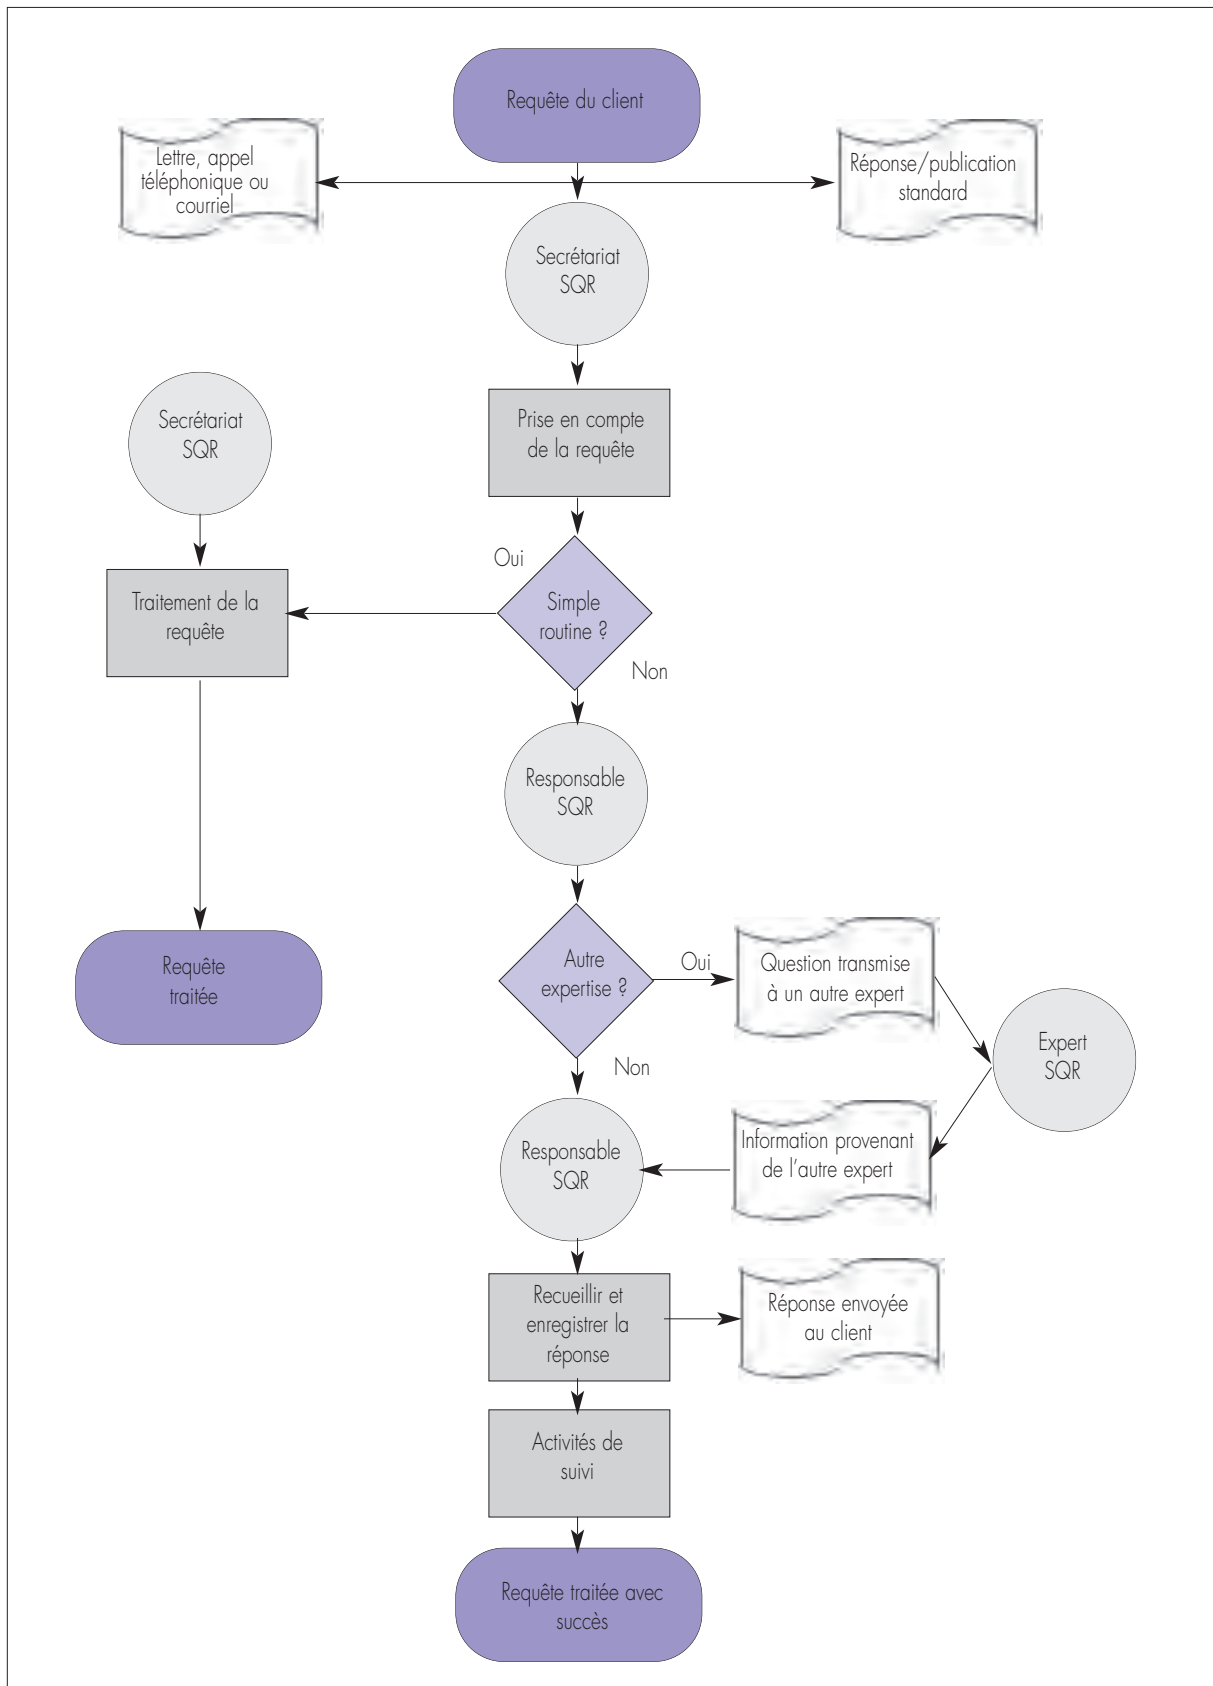 Requête du client
Lettre, appel
téléphonique ou
courriel
Réponse/publication
standard
Secrétariat
SQR
Prise en compte
de la requête
Secrétariat
SQR
Oui
Traitement de la
requête
Simple
routine ?
Non
Responsable
SQR
Requête
traitée
Autre
expertise ?
Oui
Question transmise
à un autre expert
Expert
SQR
Non
Responsable
SQR
Information provenant
de l'autre expert
Recueillir et
enregistrer la
réponse
Réponse envoyée
au client
Activités de
suivi
Requête traitée avec
succès